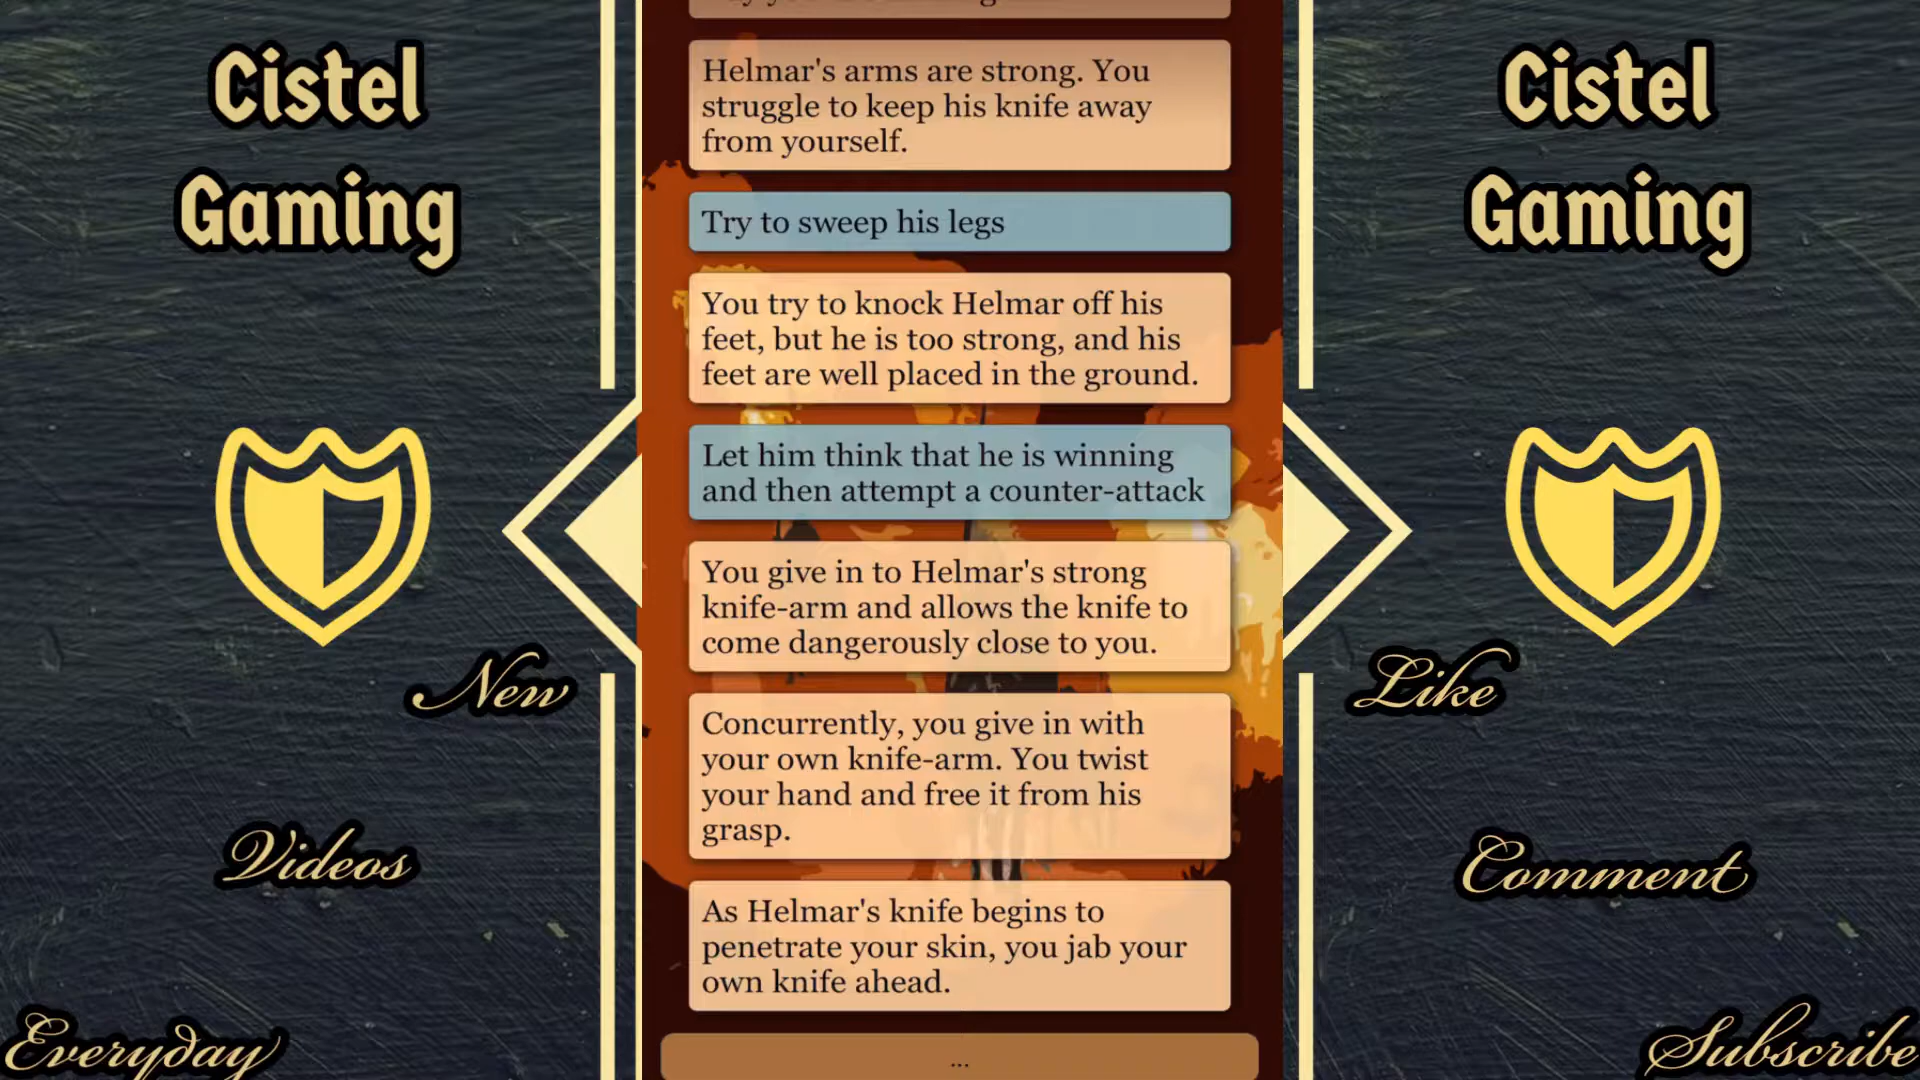 Cistel
Gaming
New
Videos
Everyday
Helmar's arms are strong. You
struggle to keep his knife away
from yourself.
Try to sweep his legs
You try to knock Helmar off his
feet, but he is too strong, and his
feet are well placed in the ground.
Let him think that he is winning
and then attempt a counter-attack
You give in to Helmar's strong
knife-arm and allows the knife to
come dangerously close to you.
Concurrently, you give in with
your own knife-arm. You twist
your hand and free it from his
grasp.
As Helmar's knife begins to
penetrate your skin, you jab your
own knife ahead.
...
Cistel
Gaming
Like
Comment
Subscribe